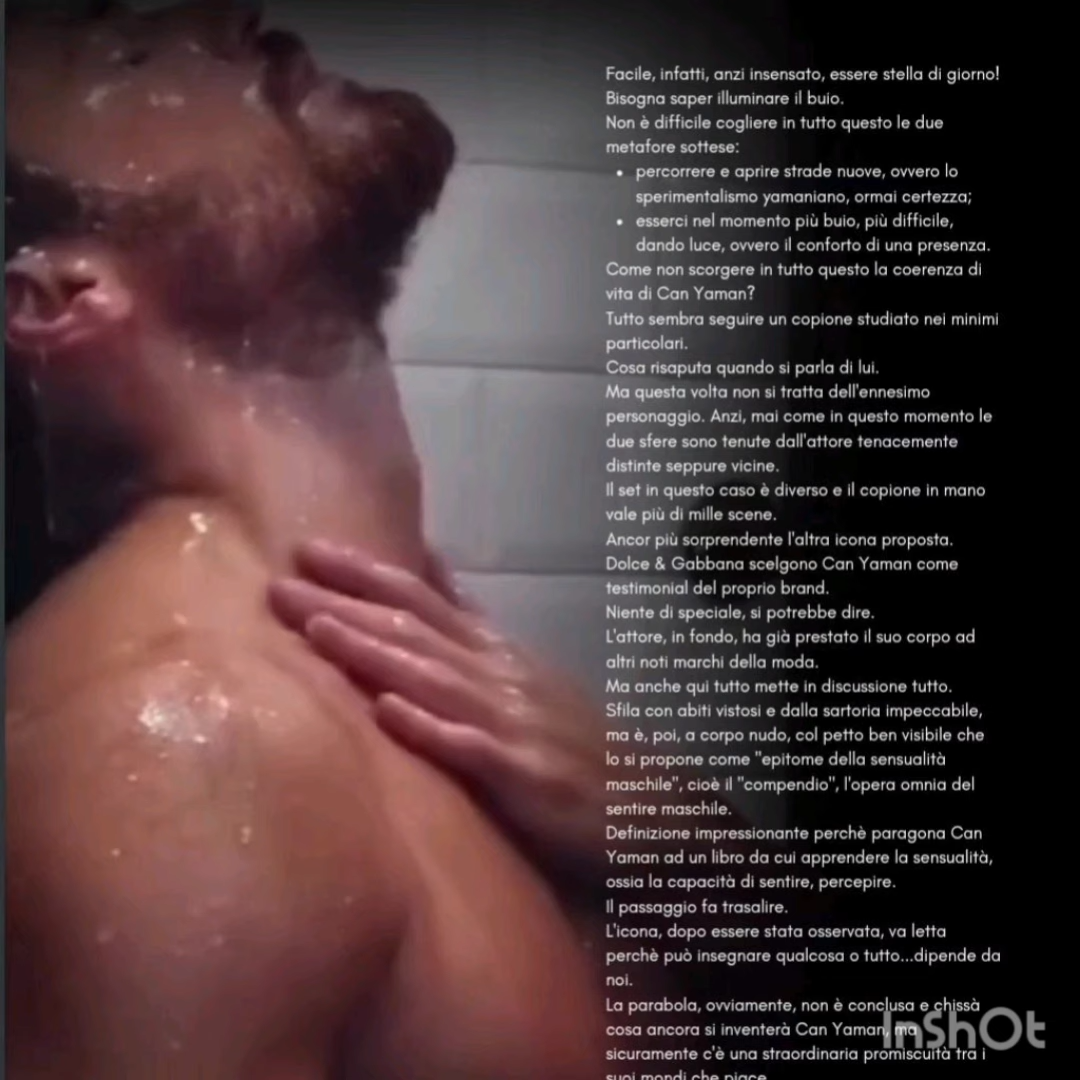 Facile, infatti, anzi insensato, essere stella di giorno!
Bisogna saper illuminare il buio.
Non è difficile cogliere in tutto questo le due
metafore sottese:
• percorrere e aprire strade nuove, ovvero lo
sperimentalismo yamaniano, ormai certezza;
• esserci nel momento più buio, più difficile,
dando luce, ovvero il conforto di una presenza.
Come non scorgere in tutto questo la coerenza di
vita di Can Yaman?
Tutto sembra seguire un copione studiato nei minimi
particolari.
Cosa risaputa quando si parla di lui.
Ma questa volta non si tratta dell'ennesimo
personaggio. Anzi, mai come in questo momento le
due sfere sono tenute dall'attore tenacemente
distinte seppure vicine.
Il set in questo caso è diverso e il copione in mano
vale più di mille scene.
Ancor più sorprendente l'altra icona proposta.
Dolce & Gabbana scelgono Can Yaman come
testimonial del proprio brand.
Niente di speciale, si potrebbe dire.
L'attore, in fondo, ha già prestato il suo corpo ad
altri noti marchi della moda.
Ma anche qui tutto mette in discussione tutto.
Sfila con abiti vistosi e dalla sartoria impeccabile,
ma è, poi, a corpo nudo, col petto ben visibile che
lo si propone come "epitome della sensualità
maschile", cioè il "compendio", l'opera omnia del
sentire maschile.
Definizione impressionante perchè paragona Can
Yaman ad un libro da cui apprendere la sensualità,
ossia la capacità di sentire, percepire.
Il passaggio fa trasalire.
L'icona, dopo essere stata osservata, va letta
perchè può insegnare qualcosa o tutto...dipende da
noi.
La parabola, ovviamente, non è conclusa e chissà
cosa ancora si inventerà Can Yaman, ma
sicuramente c'è una straordinaria promiscuità tra i
suoi mondi che piace
InShOt